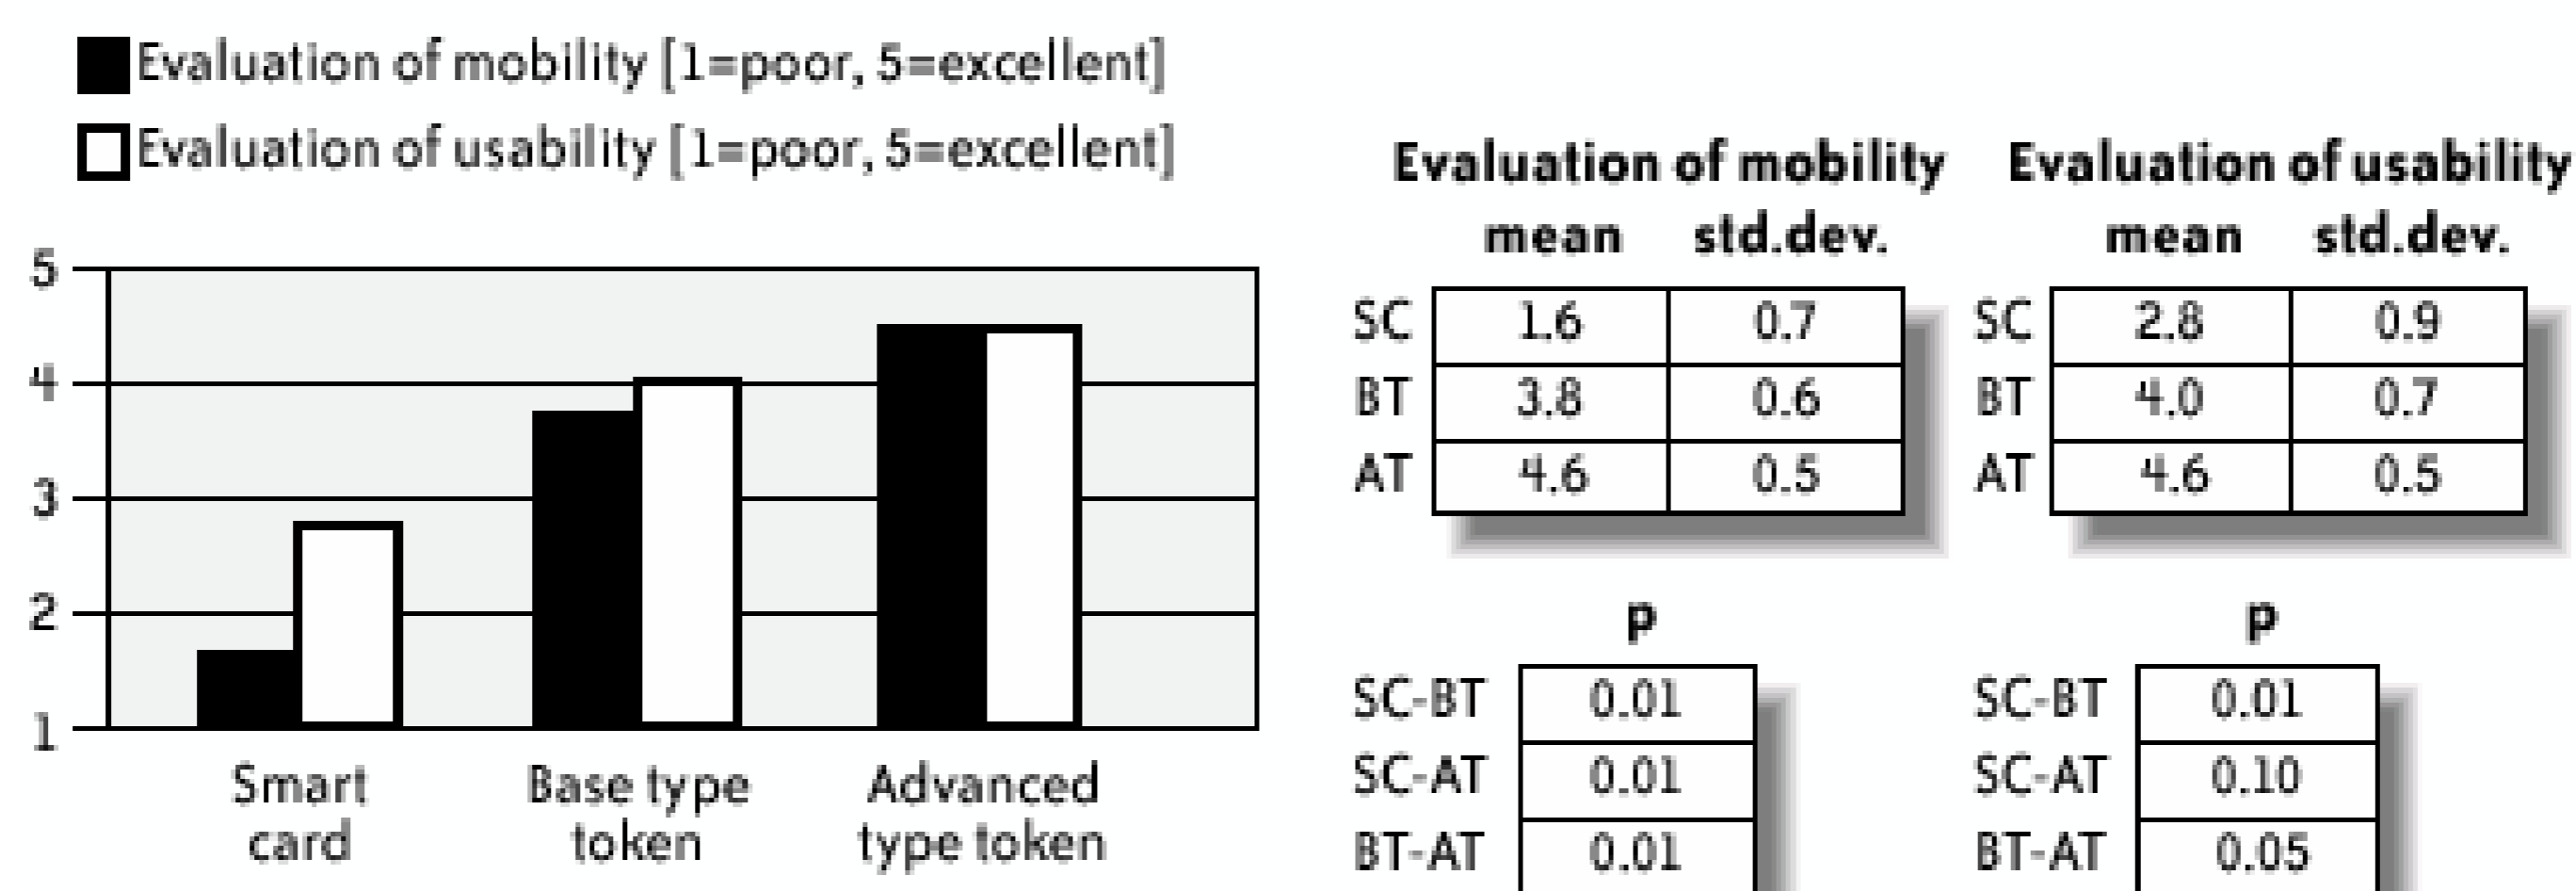 Evaluation of mobility [1=poor, 5=excellent]
Evaluation of usability [1=poor, 5=excellent]
5
4
3
2
1
Smart card
Base type token
Advanced type token
Evaluation of mobility
mean std.dev.
SC 1.6 0.7
BT 3.8 0.6
AT 4.6 0.5
p
SC-BT 0.01
SC-AT 0.01
BT-AT 0.01
Evaluation of usability
mean std.dev.
SC 2.8 0.9
BT 4.0 0.7
AT 4.6 0.5
p
SC-BT 0.01
SC-AT 0.10
BT-AT 0.05